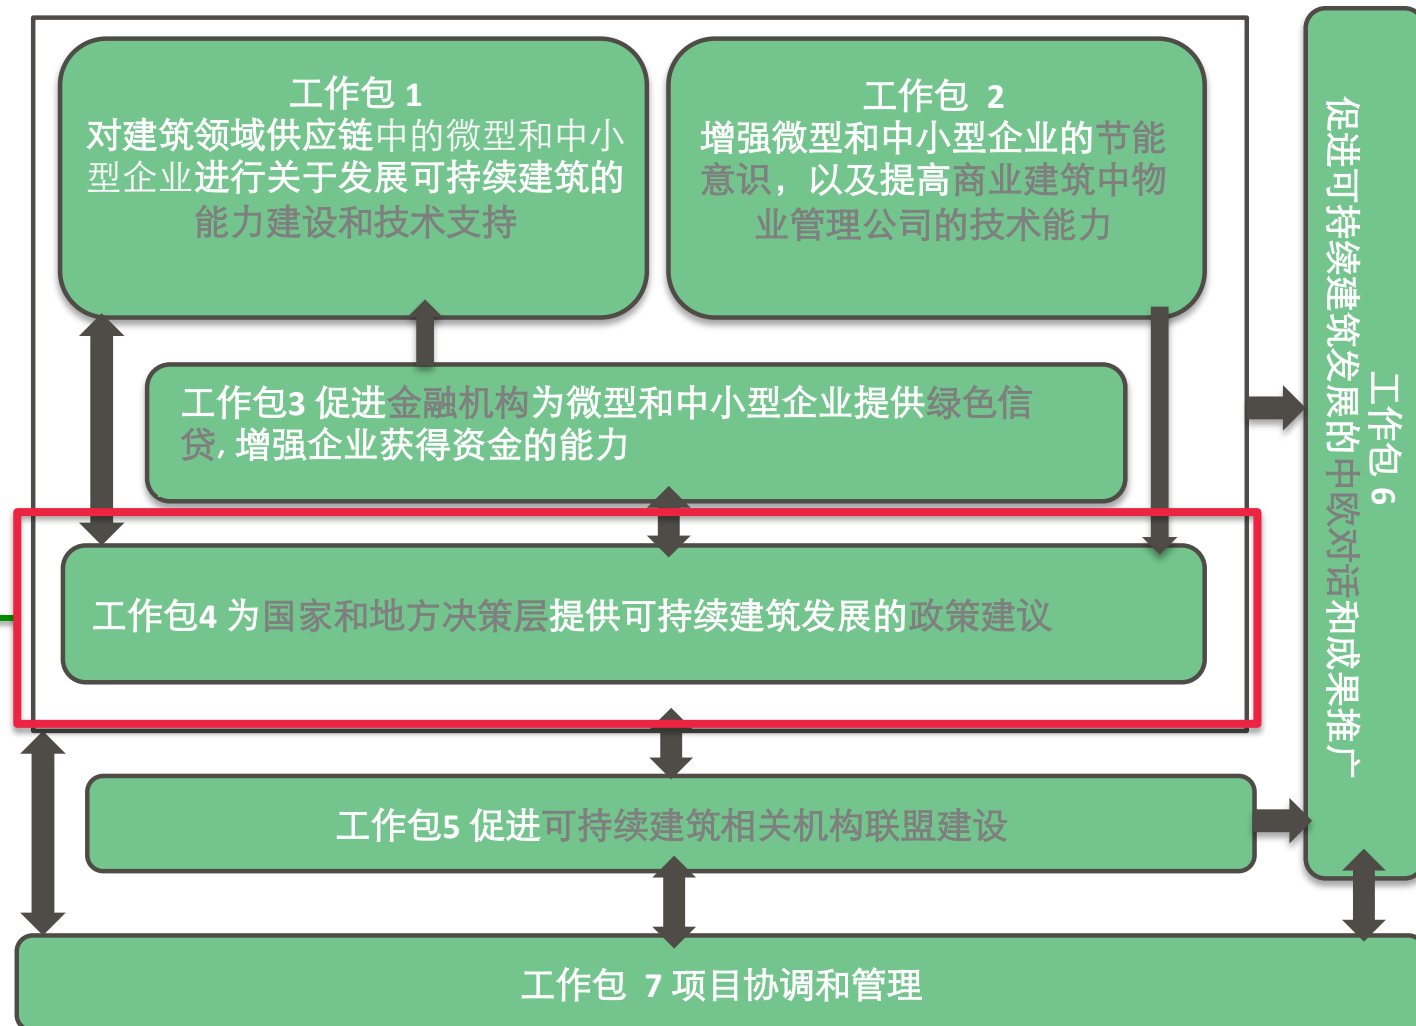 工作包 1
对建筑领域供应链中的微型和中小
型企业进行关于发展可持续建筑的
能力建设和技术支持
工作包 2
增强微型和中小型企业的节能
意识，以及提高商业建筑中物
业管理公司的技术能力
工作包3 促进金融机构为微型和中小型企业提供绿色信
贷，增强企业获得资金的能力
工作包4 为国家和地方决策层提供可持续建筑发展的政策建议
工作包5 促进可持续建筑相关机构联盟建设
工作包 6
促进可持续建筑发展的中欧对话和成果推广
工作包 7 项目协调和管理